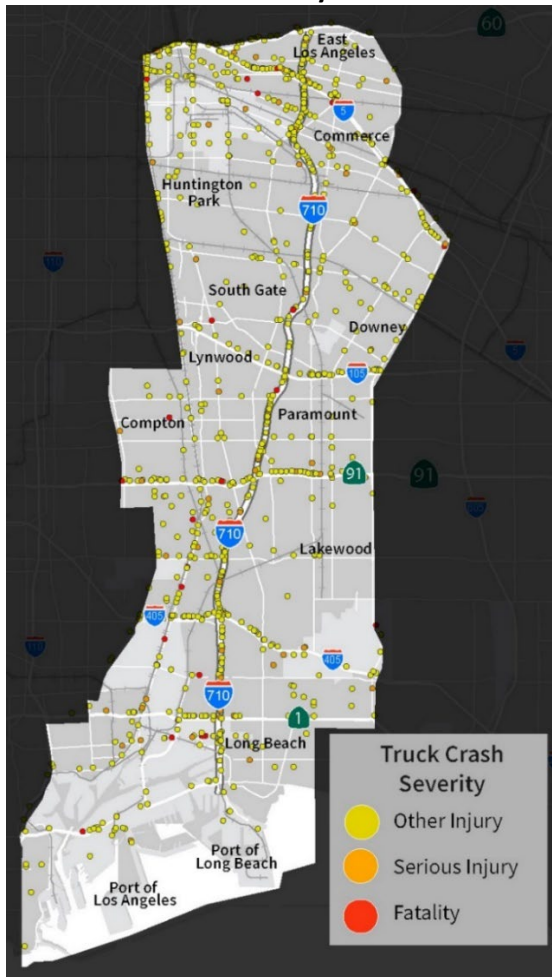 60
East
Los Angeles
5
Commerce
Huntington
Park
710
South Gate
Downey
Lynwood
105
Compton
Paramount
91
91
710
Lakewood
405
405
710
1
Long Beach
Truck Crash
Severity
Other Injury
Serious Injury
Fatality
Port of
Long Beach
Port of
Los Angeles